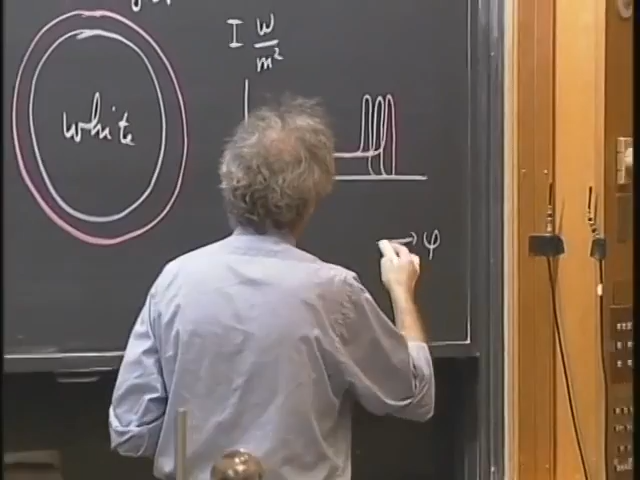 I W/m²
white
→ φ